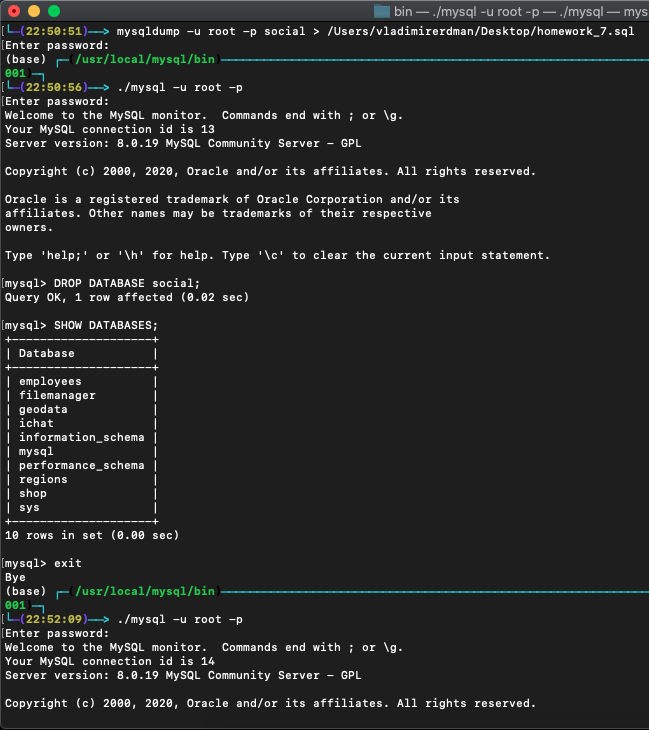 bin — ./mysql -u root -p — ./mysql — mys
(22:50:51)—> mysqldump -u root -p social > /Users/vladimirerdman/Desktop/homework_7.sql
[Enter password:
(base) (/usr/local/mysql/bin)
001)
(22:50:56)—> ./mysql -u root -p
[Enter password:
Welcome to the MySQL monitor.  Commands end with ; or \g.
Your MySQL connection id is 13
Server version: 8.0.19 MySQL Community Server - GPL
Copyright (c) 2000, 2020, Oracle and/or its affiliates. All rights reserved.
Oracle is a registered trademark of Oracle Corporation and/or its
affiliates. Other names may be trademarks of their respective
owners.
Type 'help;' or '\h' for help. Type '\c' to clear the current input statement.
[mysql> DROP DATABASE social;
Query OK, 1 row affected (0.02 sec)
[mysql> SHOW DATABASES;
+--------------------+
| Database           |
+--------------------+
| employees          |
| filemanager        |
| geodata            |
| ichat              |
| information_schema |
| mysql              |
| performance_schema |
| regions            |
| shop               |
| sys                |
+--------------------+
10 rows in set (0.00 sec)
[mysql> exit
Bye
(base) (/usr/local/mysql/bin)
001)
(22:52:09)—> ./mysql -u root -p
[Enter password:
Welcome to the MySQL monitor.  Commands end with ; or \g.
Your MySQL connection id is 14
Server version: 8.0.19 MySQL Community Server - GPL
Copyright (c) 2000, 2020, Oracle and/or its affiliates. All rights reserved.